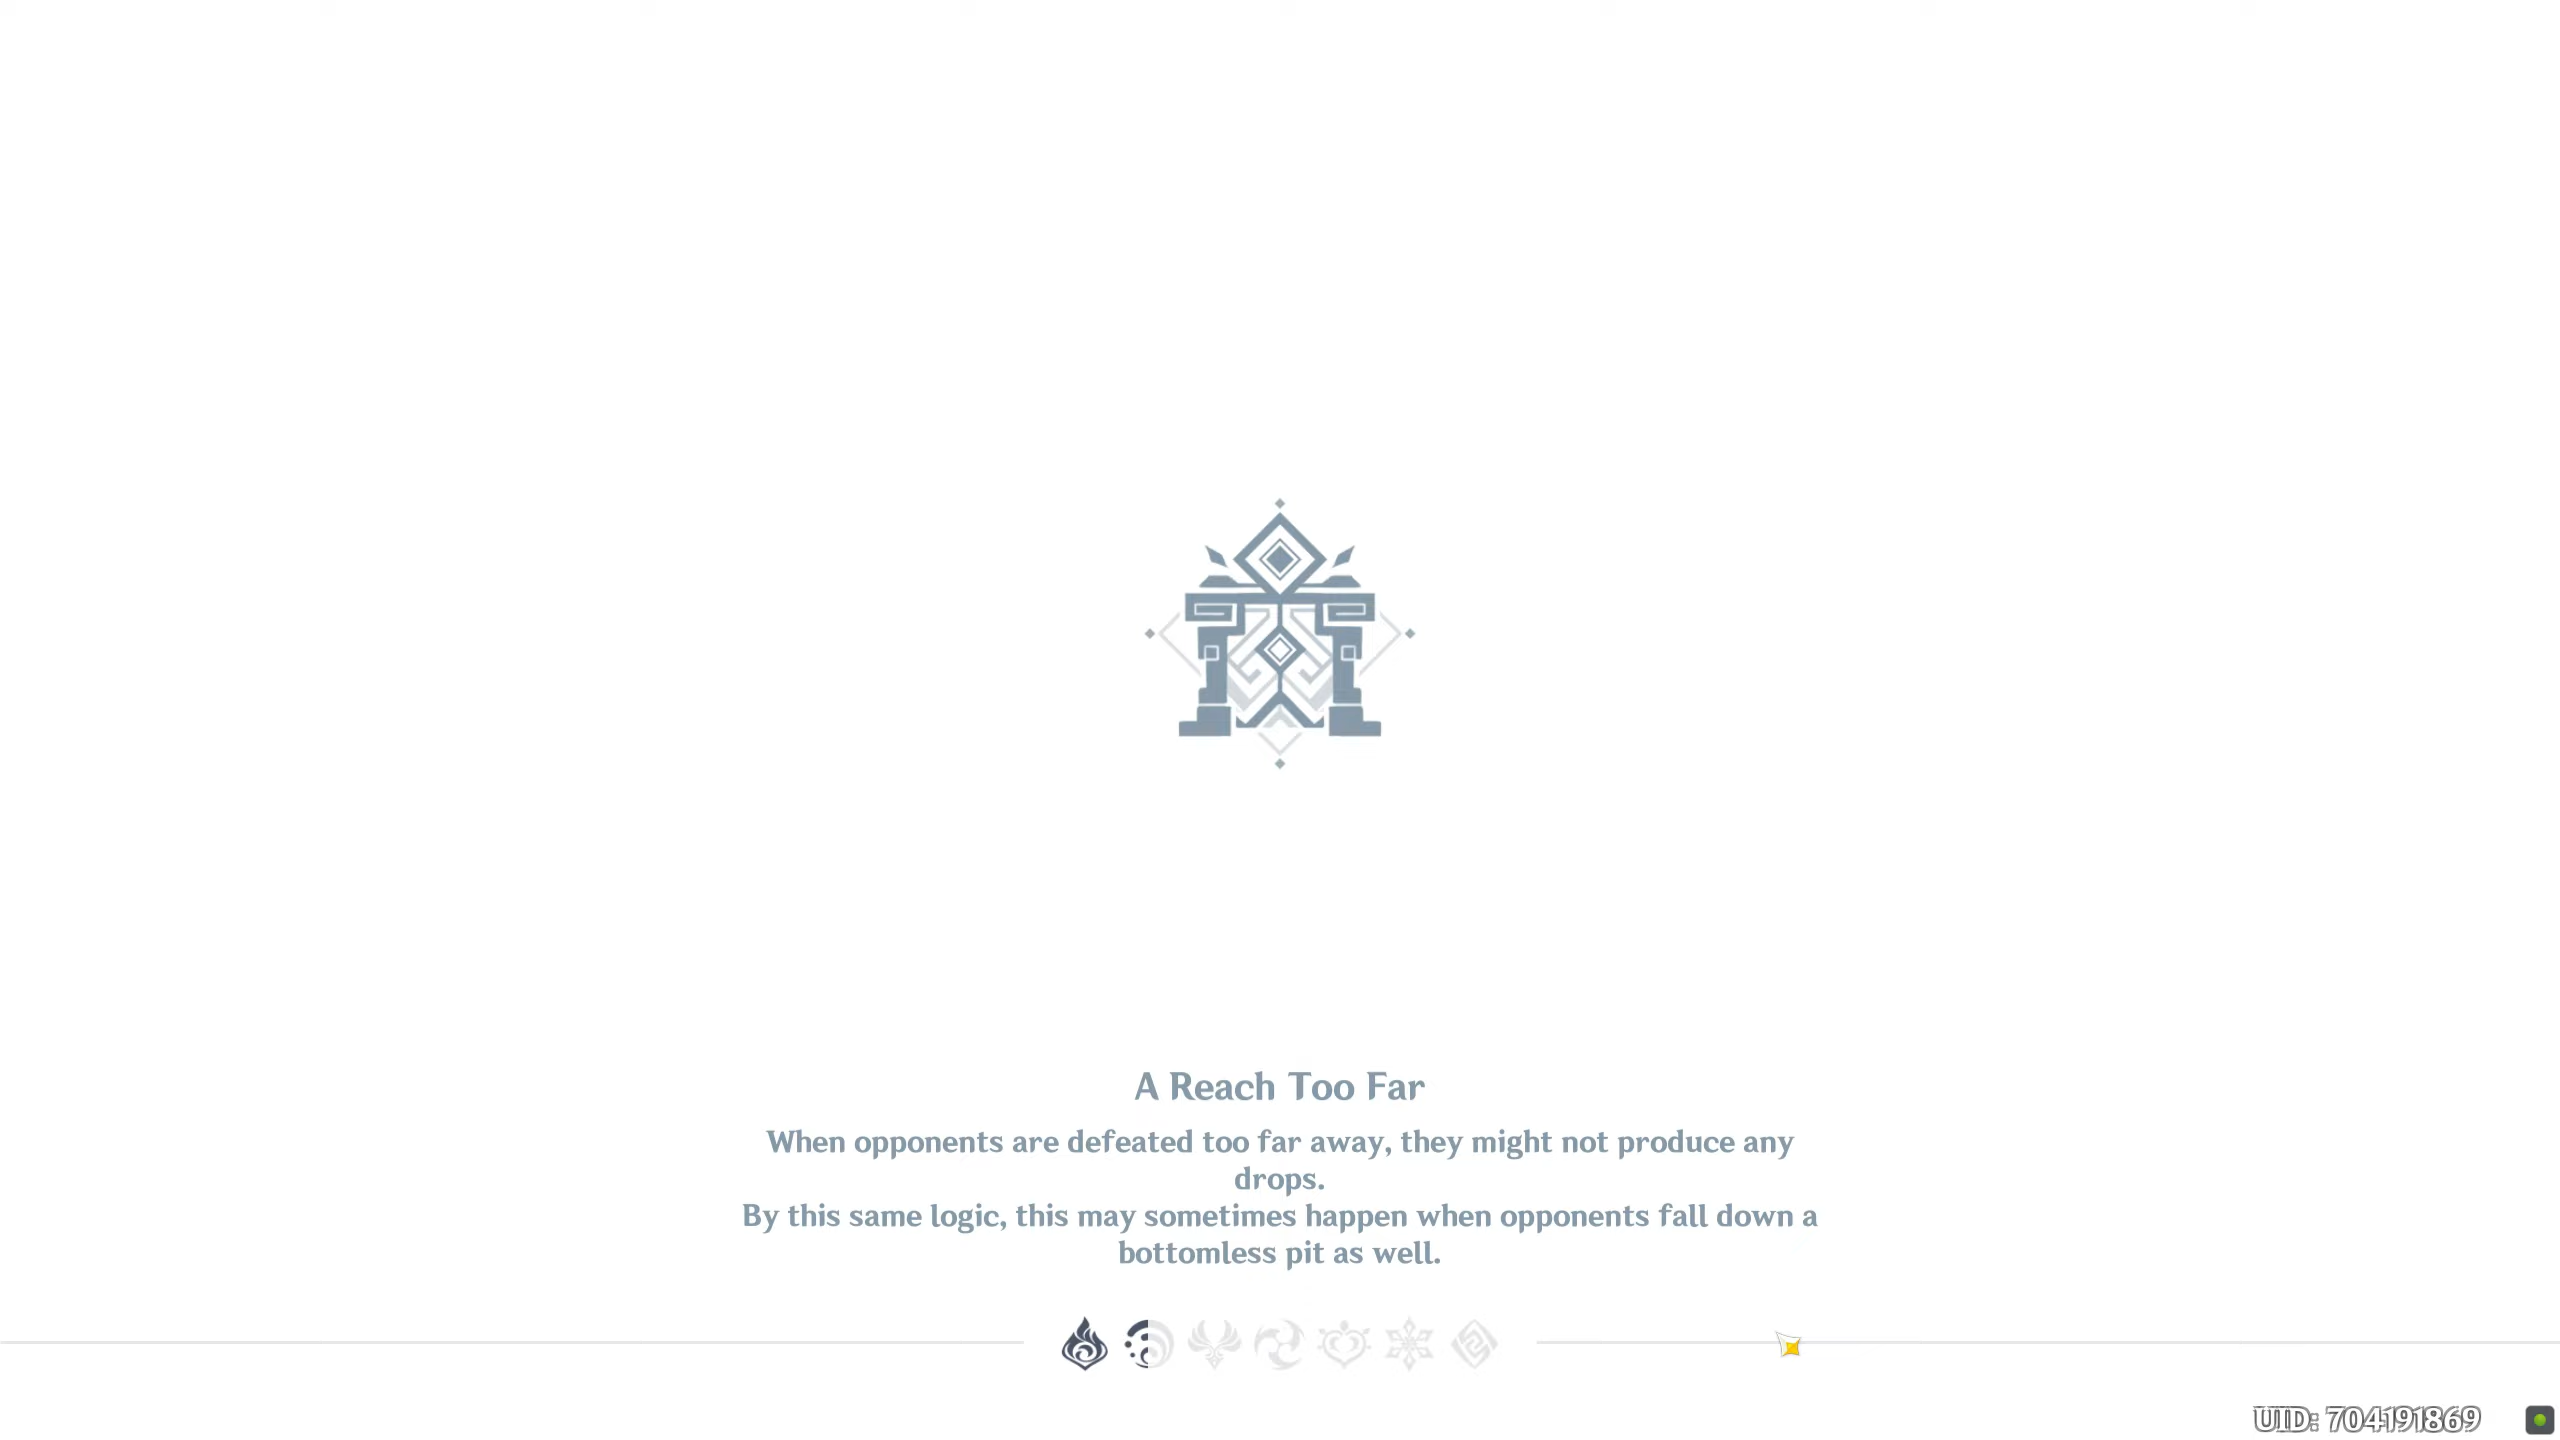 A Reach Too Far
When opponents are defeated too far away, they might not produce any
drops.
By this same logic, this may sometimes happen when opponents fall down a
bottomless pit as well.
UID: 704191869